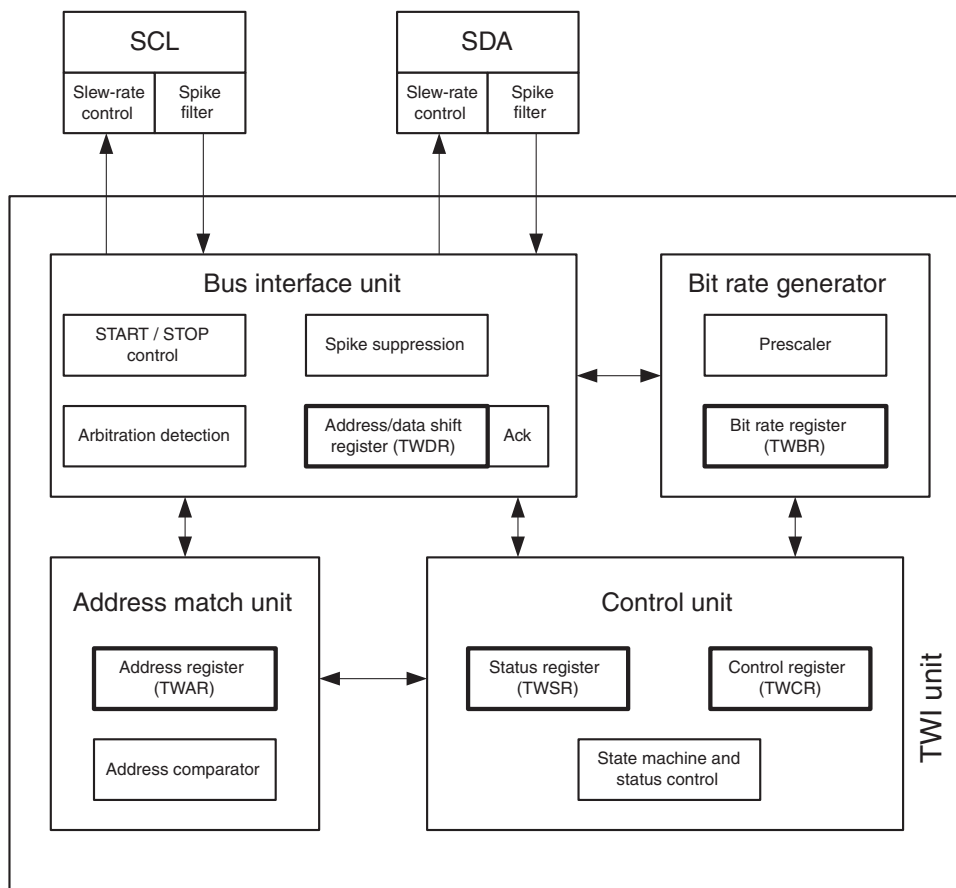 SCL
Slew-rate
control
Spike
filter
SDA
Slew-rate
control
Spike
filter
Bus interface unit
START / STOP
control
Spike suppression
Arbitration detection
Address/data shift
register (TWDR)
Ack
Bit rate generator
Prescaler
Bit rate register
(TWBR)
Address match unit
Address register
(TWAR)
Address comparator
Control unit
Status register
(TWSR)
Control register
(TWCR)
State machine and
status control
TWI unit